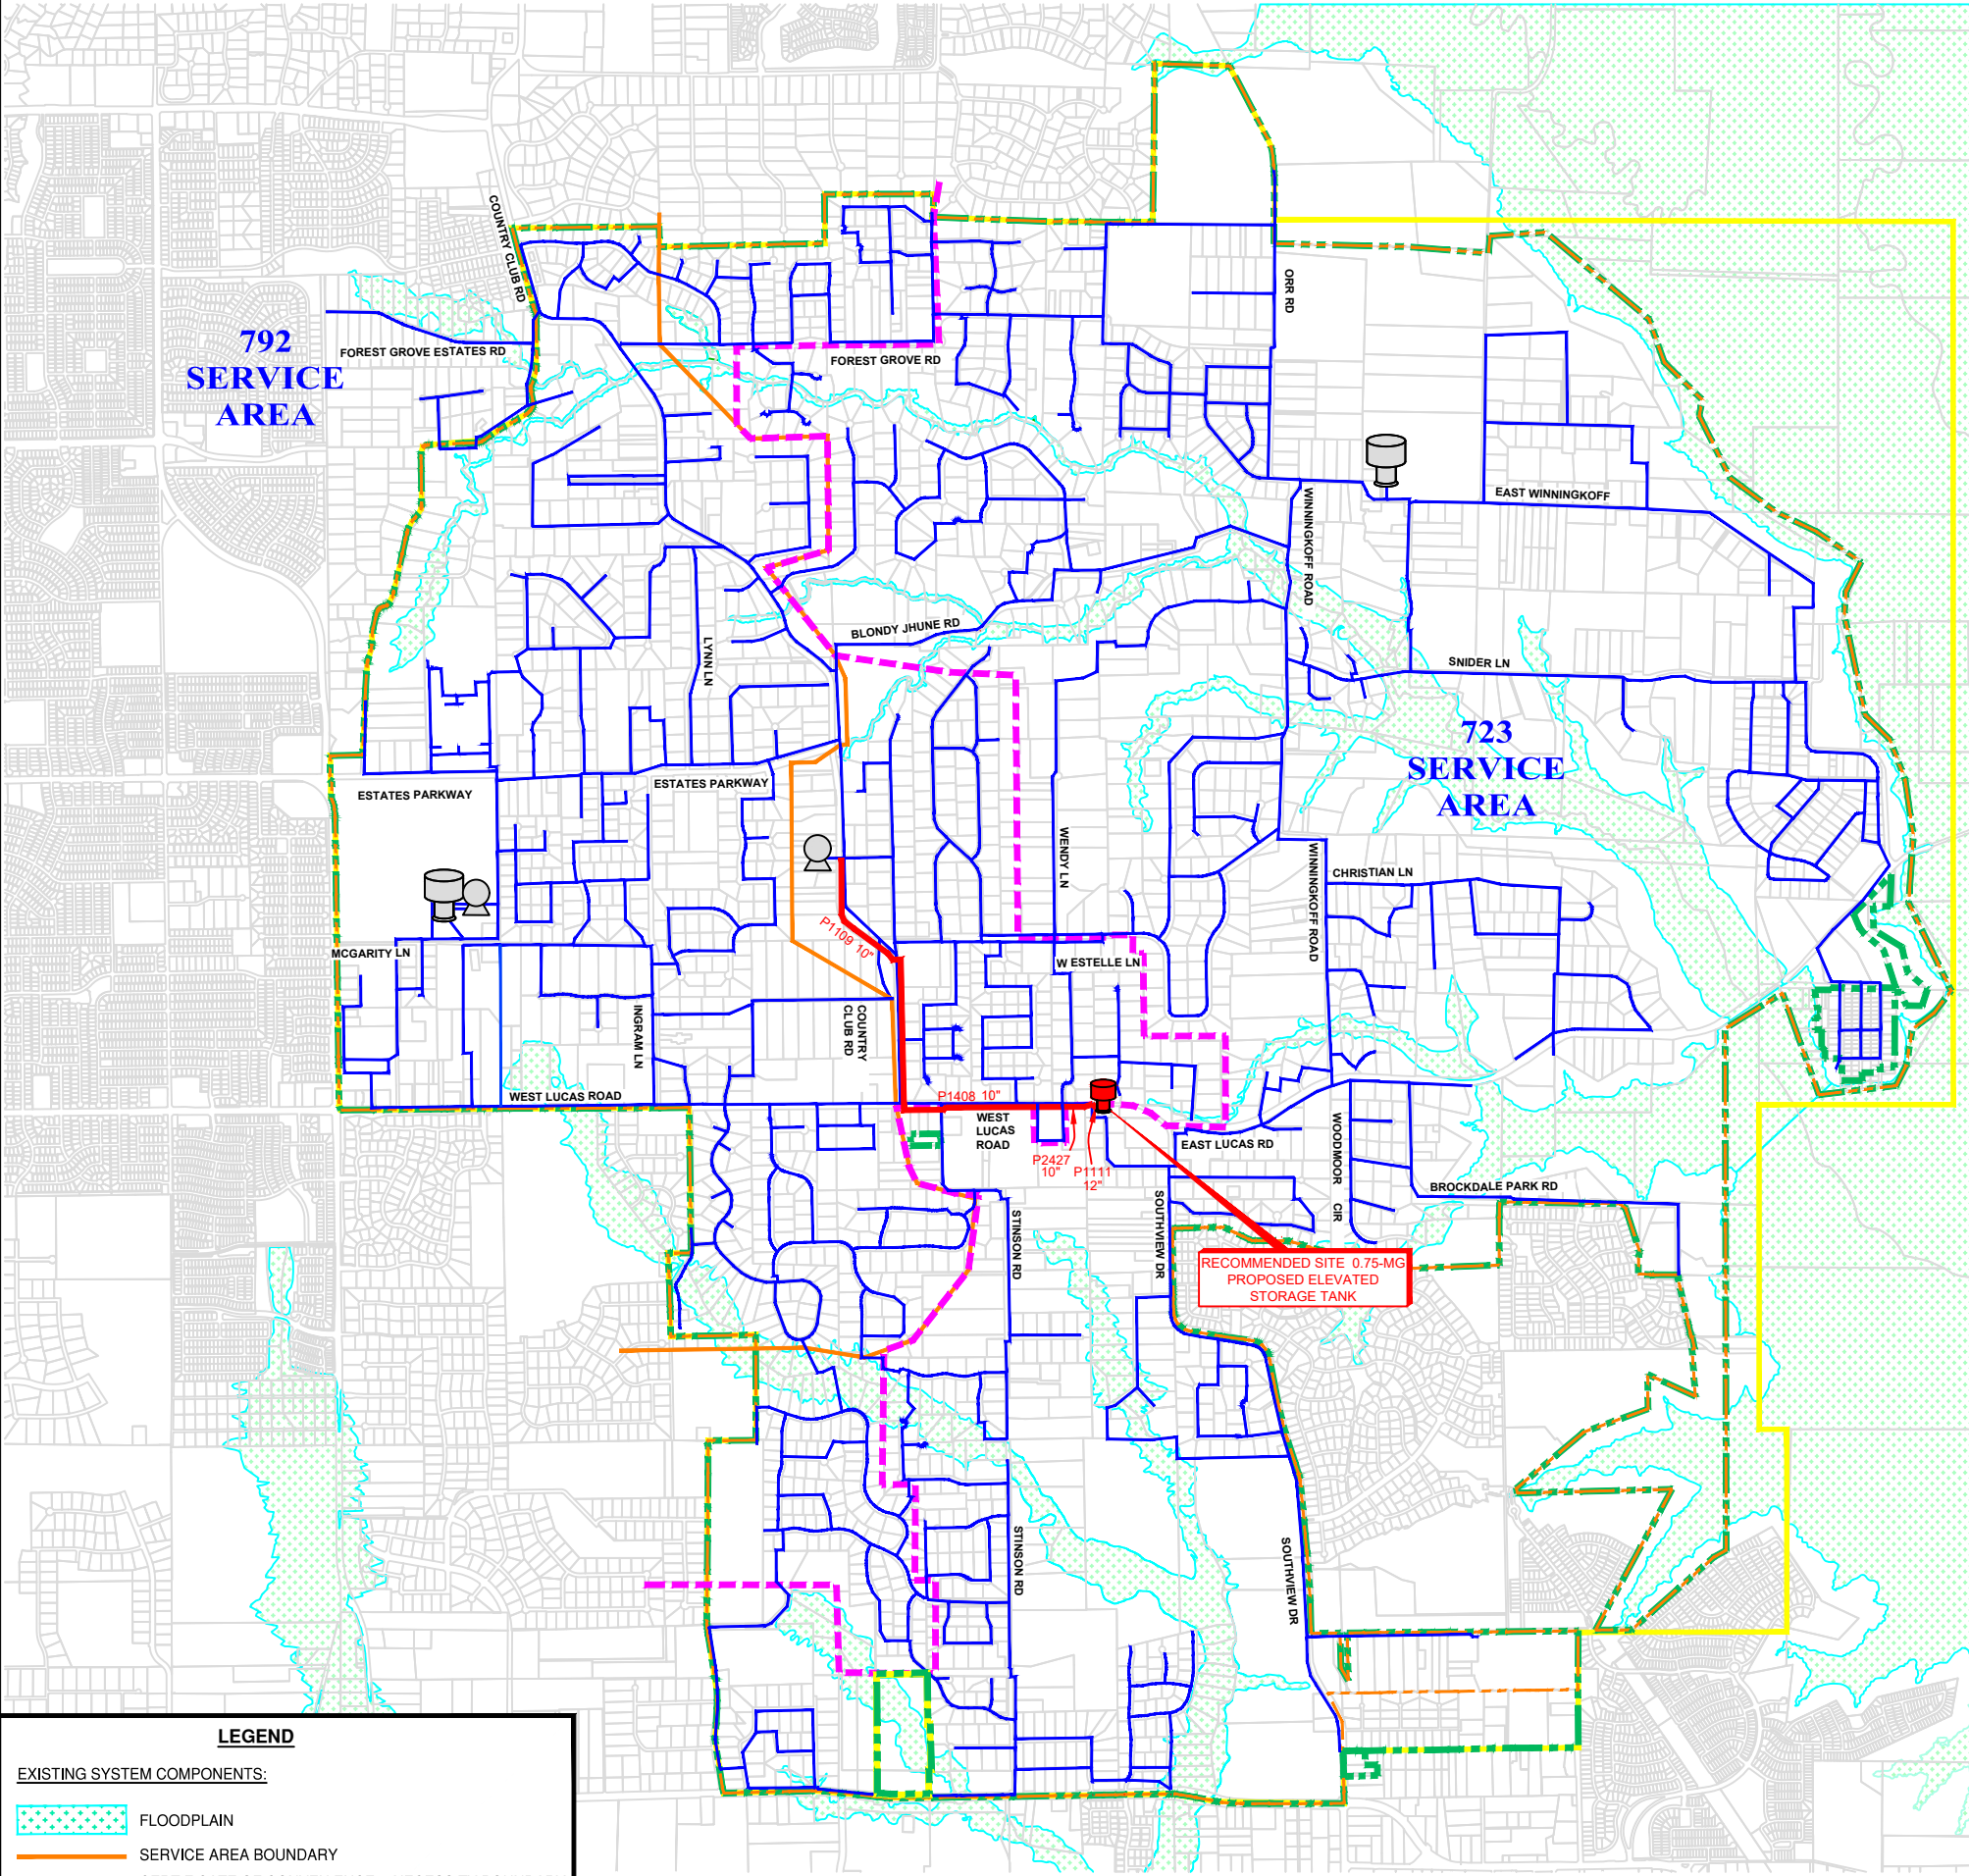 COUNTRY CLUB RD
792
SERVICE
AREA
FOREST GROVE ESTATES RD
FOREST GROVE RD
ORR RD
EAST WINNINGKOFF
WINNINGKOFF ROAD
BLONDY JHUNE RD
LYNN LN
SNIDER LN
723
SERVICE
AREA
ESTATES PARKWAY
ESTATES PARKWAY
WENDY LN
WINNINGKOFF ROAD
CHRISTIAN LN
P1109 10"
MCGARITY LN
W ESTELLE LN
INGRAM LN
COUNTRY
CLUB RD
WEST LUCAS ROAD
P1408 10"
WEST
LUCAS
ROAD
P2427
10"
P1111
12"
EAST LUCAS RD
WOODMOOR CIR
BROCKDALE PARK RD
STINSON RD
SOUTHVIEW DR
RECOMMENDED SITE 0.75-MG
PROPOSED ELEVATED
STORAGE TANK
STINSON RD
SOUTHVIEW DR
LEGEND
EXISTING SYSTEM COMPONENTS:
FLOODPLAIN
SERVICE AREA BOUNDARY